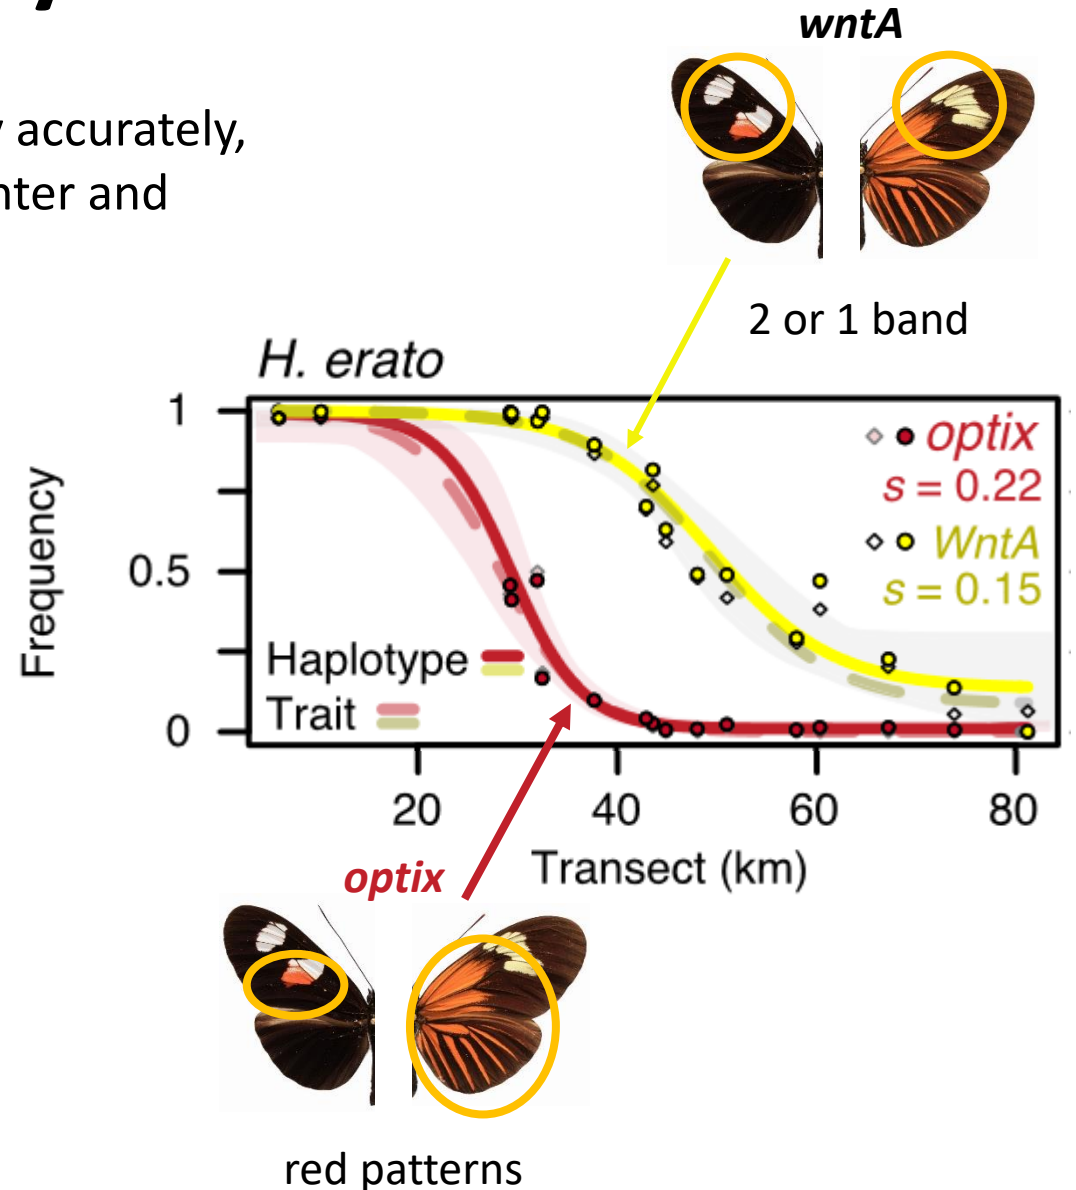 wntA
y accurately,
nter and
2 or 1 band
H. erato
1
0.5
0
Frequency
optix
s = 0.22
WntA
s = 0.15
Haplotype
Trait
20 40 60 80
Transect (km)
optix
red patterns